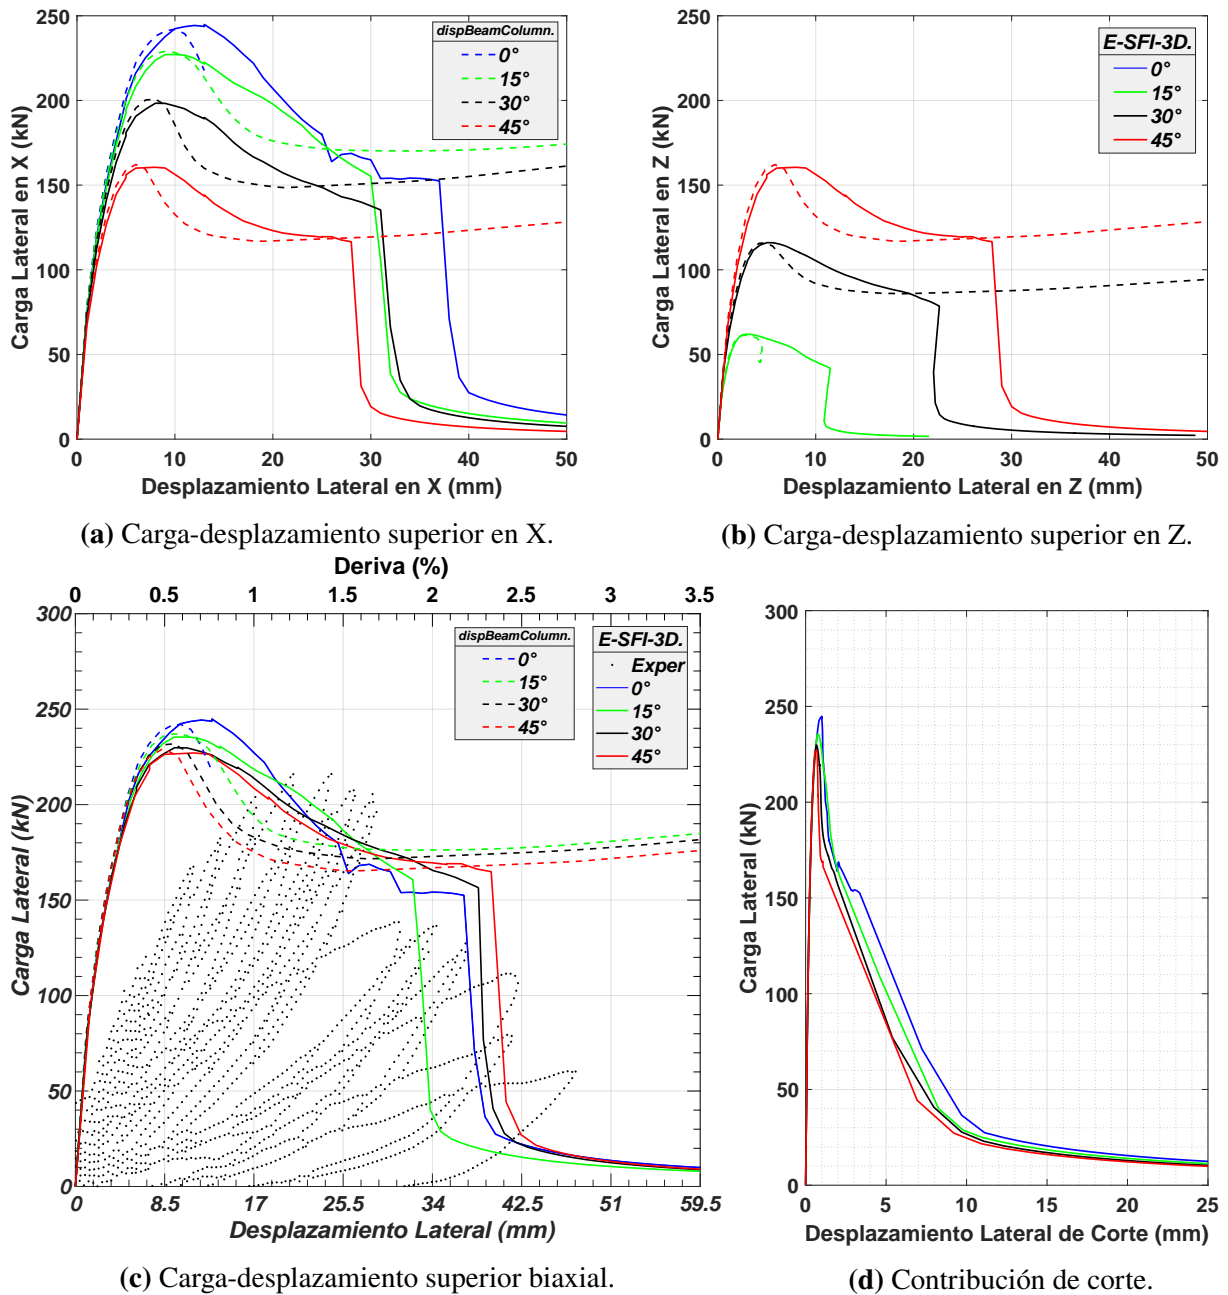 250
200
150
100
50
0
Carga Lateral en X (kN)
dispBeamColumn.
0°
15°
30°
45°
0 10 20 30 40 50
Desplazamiento Lateral en X (mm)
(a) Carga-desplazamiento superior en X.
250
200
150
100
50
0
Carga Lateral en Z (kN)
E-SFI-3D.
0°
15°
30°
45°
0 10 20 30 40 50
Desplazamiento Lateral en Z (mm)
(b) Carga-desplazamiento superior en Z.
Deriva (%)
0 0.5 1 1.5 2 2.5 3 3.5
300
250
200
150
100
50
0
Carga Lateral (kN)
dispBeamColumn.
0°
15°
30°
45°
E-SFI-3D.
Exper
0°
15°
30°
45°
0 8.5 17 25.5 34 42.5 51 59.5
Desplazamiento Lateral (mm)
(c) Carga-desplazamiento superior biaxial.
300
250
200
150
100
50
0
Carga Lateral (kN)
0 5 10 15 20 25
Desplazamiento Lateral de Corte (mm)
(d) Contribución de corte.